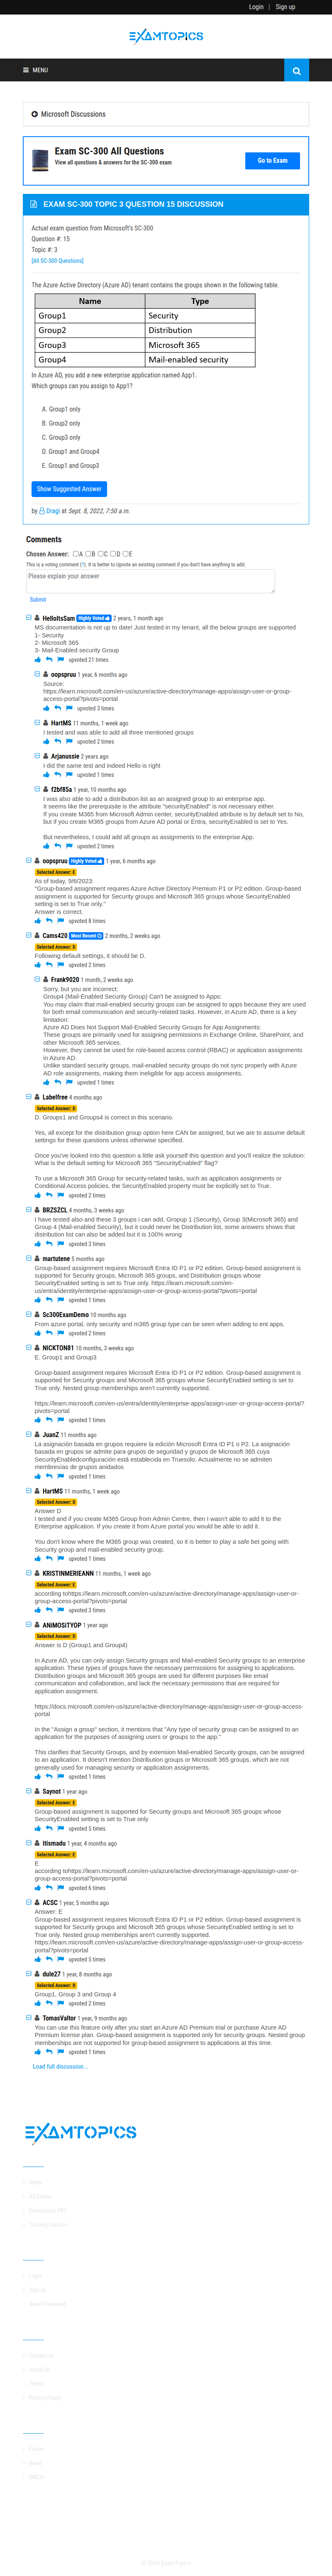 Login | Sign up
EXAMTOPICS
MENU
Microsoft Discussions
Exam SC-300 All Questions
View all questions & answers for the SC-300 exam
Go to Exam
EXAM SC-300 TOPIC 3 QUESTION 15 DISCUSSION
Actual exam question from Microsoft's SC-300
Question #: 15
Topic #: 3
[All SC-300 Questions]
The Azure Active Directory (Azure AD) tenant contains the groups shown in the following table.
Name Type
Group1 Security
Group2 Distribution
Group3 Microsoft 365
Group4 Mail-enabled security
In Azure AD, you add a new enterprise application named App1.
Which groups can you assign to App1?
A. Group1 only
B. Group2 only
C. Group3 only
D. Group1 and Group4
E. Group1 and Group3
Show Suggested Answer
by Dragi at Sept. 8, 2022, 7:50 a.m.
Comments
Chosen Answer: A B C D E
This is a voting comment (?). It is better to Upvote an existing comment if you don't have anything to add.
Please explain your answer
Submit
HelloItsSam Highly Voted 2 years, 1 month ago
MS documentation is not up to date! Just tested in my tenant, all the below groups are supported
1- Security
2- Microsoft 365
3- Mail-Enabled security Group
upvoted 21 times
oopspruu 1 year, 6 months ago
Source:
https://learn.microsoft.com/en-us/azure/active-directory/manage-apps/assign-user-or-group-
access-portal?pivots=portal
upvoted 3 times
HartMS 11 months, 1 week ago
I tested and was able to add all three mentioned groups
upvoted 2 times
Arjanussie 2 years ago
I did the same test annd indeed Hello is right
upvoted 1 times
f2bf85a 1 year, 10 months ago
I was also able to add a distribution list as an assigned group to an enterprise app.
It seems like the prerequisite is the attribute "securityEnabled" is not necessary either.
If you create M365 from Microsoft Admin center, securityEnabled attribute is by default set to No,
but if you make M365 groups from Azure AD portal or Entra, securityEnabled is set to Yes.
But nevertheless, I could add all groups as assignments to the enterprise App.
upvoted 2 times
oopspruu Highly Voted 1 year, 6 months ago
Selected Answer: E
As of today, 9/6/2023:
"Group-based assignment requires Azure Active Directory Premium P1 or P2 edition. Group-based
assignment is supported for Security groups and Microsoft 365 groups whose SecurityEnabled
setting is set to True only."
Answer is correct.
upvoted 8 times
Cams420 Most Recent 2 months, 2 weeks ago
Selected Answer: D
Following default settings, it should be D.
upvoted 2 times
Frank9020 1 month, 2 weeks ago
Sorry, but you are incorrect:
Group4 (Mail-Enabled Security Group) Can't be assigned to Apps:
You may claim that mail-enabled security groups can be assigned to apps because they are used
for both email communication and security-related tasks. However, in Azure AD, there is a key
limitation:
Azure AD Does Not Support Mail-Enabled Security Groups for App Assignments:
These groups are primarily used for assigning permissions in Exchange Online, SharePoint, and
other Microsoft 365 services.
However, they cannot be used for role-based access control (RBAC) or application assignments
in Azure AD.
Unlike standard security groups, mail-enabled security groups do not sync properly with Azure
AD role assignments, making them ineligible for app access assignments.
upvoted 1 times
Labelfree 4 months ago
Selected Answer: D
D. Groups1 and Groups4 is correct in this scenario.
Yes, all except for the distribution group option here CAN be assigned, but we are to assume default
settings for these questions unless otherwise specified.
Once you've looked into this question a little ask yourself this question and you'll realize the solution:
What is the default setting for Microsoft 365 "SecurityEnabled" flag?
To use a Microsoft 365 Group for security-related tasks, such as application assignments or
Conditional Access policies, the SecurityEnabled property must be explicitly set to True.
upvoted 2 times
BRZSZCL 4 months, 3 weeks ago
I have tested also and these 3 groups i can add, Gropup 1 (Security), Group 3(Microsoft 365) and
Group 4 (Mail-enabled Security), but it could be over or under discussion, some answers shows that
distribution list can also be added but it is 100% wrong
upvoted 3 times
martutene 5 months ago
Group-based assignment requires Microsoft Entra ID P1 or P2 edition. Group-based assignment is
supported for Security groups, Microsoft 365 groups, and Distribution groups whose
SecurityEnabled setting is set to True only. https://learn.microsoft.com/en-
us/entra/identity/enterprise-apps/assign-user-or-group-access-portal?pivots=portal
upvoted 1 times
Sc300ExamDemo 10 months ago
From azure portal, only security and m365 group type can be seen when adding to ent apps.
upvoted 2 times
NICKTON81 10 months, 3 weeks ago
E. Group1 and Group3
Group-based assignment requires Microsoft Entra ID P1 or P2 edition. Group-based assignment is
supported for Security groups and Microsoft 365 groups whose SecurityEnabled setting is set to
True only. Nested group memberships aren't currently supported.
https://learn.microsoft.com/en-us/entra/identity/enterprise-apps/assign-user-or-group-access-portal?
pivots=portal
upvoted 1 times
JuanZ 11 months ago
La asignación basada en grupos requiere la edición Microsoft Entra ID P1 o P2. La asignación
basada en grupos se admite para grupos de seguridad y grupos de Microsoft 365 cuya
SecurityEnabledconfiguración está establecida en Truesolo. Actualmente no se admiten
membresías de grupos anidados
upvoted 1 times
HartMS 11 months, 1 week ago
Selected Answer: D
Answer D
I tested and if you create M365 Group from Admin Centre, then I wasn't able to add it to the
Enterprise Application. If you create it from Azure portal you would be able to add it.
You don't know where the M365 group was created, so it is better to play a safe bet going with
Security group and mail-enabled security group.
upvoted 1 times
KRISTINMERIEANN 11 months, 1 week ago
Selected Answer: E
according tohttps://learn.microsoft.com/en-us/azure/active-directory/manage-apps/assign-user-or-
group-access-portal?pivots=portal
upvoted 3 times
ANiMOSiTYOP 1 year ago
Selected Answer: D
Answer is D (Group1 and Group4)
In Azure AD, you can only assign Security groups and Mail-enabled Security groups to an enterprise
application. These types of groups have the necessary permissions for assigning to applications.
Distribution groups and Microsoft 365 groups are used for different purposes like email
communication and collaboration, and lack the necessary permissions that are required for
application assignment.
https://docs.microsoft.com/en-us/azure/active-directory/manage-apps/assign-user-or-group-access-
portal
In the "Assign a group" section, it mentions that "Any type of security group can be assigned to an
application for the purposes of assigning users or groups to the app."
This clarifies that Security Groups, and by extension Mail-enabled Security groups, can be assigned
to an application. It doesn't mention Distribution groups or Microsoft 365 groups, which are not
generally used for managing security or application assignments.
upvoted 1 times
Saynot 1 year ago
Selected Answer: E
Group-based assignment is supported for Security groups and Microsoft 365 groups whose
SecurityEnabled setting is set to True only
upvoted 5 times
itismadu 1 year, 4 months ago
Selected Answer: E
E
according tohttps://learn.microsoft.com/en-us/azure/active-directory/manage-apps/assign-user-or-
group-access-portal?pivots=portal
upvoted 6 times
ACSC 1 year, 5 months ago
Answer: E
Group-based assignment requires Microsoft Entra ID P1 or P2 edition. Group-based assignment is
supported for Security groups and Microsoft 365 groups whose SecurityEnabled setting is set to
True only. Nested group memberships aren't currently supported.
https://learn.microsoft.com/en-us/azure/active-directory/manage-apps/assign-user-or-group-access-
portal?pivots=portal
upvoted 5 times
dule27 1 year, 8 months ago
Selected Answer: D
Group1, Group 3 and Group 4
upvoted 2 times
TomasValtor 1 year, 9 months ago
You can use this feature only after you start an Azure AD Premium trial or purchase Azure AD
Premium license plan. Group-based assignment is supported only for security groups. Nested group
memberships are not supported for group-based assignment to applications at this time.
upvoted 1 times
Load full discussion...
EXAMTOPICS
Home
All Exams
Examtopics PRO
Training Courses
Login
Sign up
Reset Password
Contact Us
About Us
Terms
Privacy Policy
Forum
News
DMCA
© 2024 ExamTopics